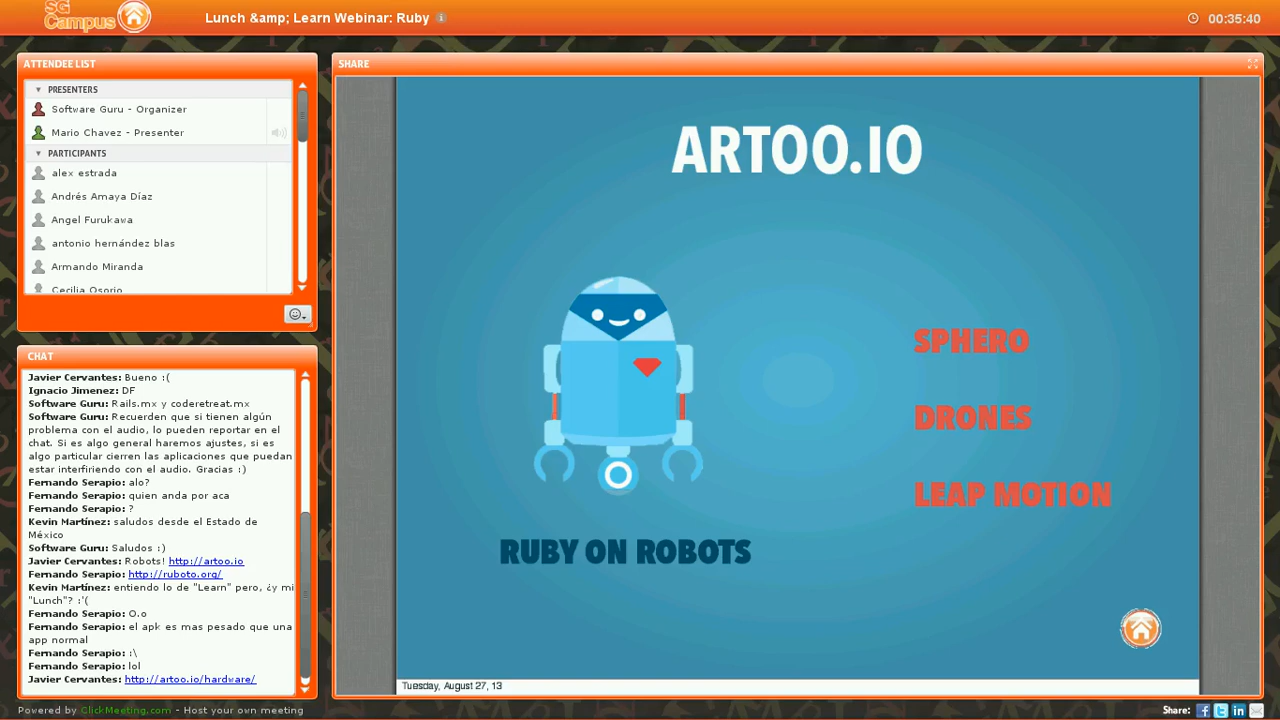 SG
Campus
Lunch &amp; Learn Webinar: Ruby
00:35:40
ATTENDEE LIST
PRESENTERS
Software Guru - Organizer
Mario Chavez - Presenter
PARTICIPANTS
alex estrada
Andrés Amaya Díaz
Angel Furukawa
antonio hernández blas
Armando Miranda
Cecilia Osorio
CHAT
Javier Cervantes: Bueno :(
Ignacio Jimenez: DF
Software Guru: Rails.mx y coderetreat.mx
Software Guru: Recuerden que si tienen algún
problema con el audio, lo pueden reportar en el
chat. Si es algo general haremos ajustes, si es
algo particular cierren las aplicaciones que puedan
estar interfiriendo con el audio. Gracias :)
Fernando Serapio: alo?
Fernando Serapio: quien anda por aca
Fernando Serapio: ?
Kevin Martínez: saludos desde el Estado de
México
Software Guru: Saludos :)
Javier Cervantes: Robots! http://artoo.io
Fernando Serapio: http://ruboto.org/
Kevin Martínez: entiendo lo de "Learn" pero, ¿y mi
"Lunch"? :'(
Fernando Serapio: O.o
Fernando Serapio: el apk es mas pesado que una
app normal
Fernando Serapio: :\
Fernando Serapio: lol
Javier Cervantes: http://artoo.io/hardware/
SHARE
ARTOO.IO
SPHERO
DRONES
LEAP MOTION
RUBY ON ROBOTS
Tuesday, August 27, 13
Powered by ClickMeeting.com - Host your own meeting
Share: